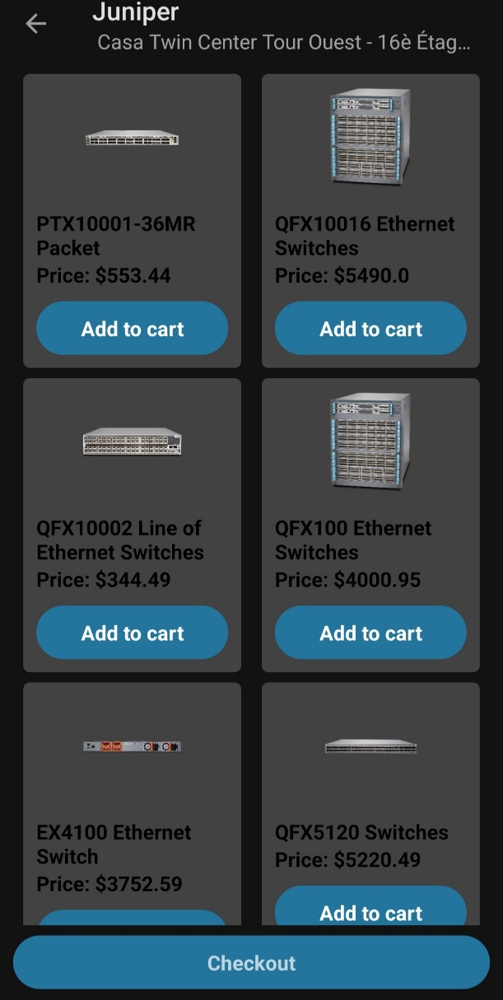 Juniper
Casa Twin Center Tour Ouest - 16è Étag...
PTX10001-36MR
Packet
Price: $553.44
Add to cart
QFX10016 Ethernet
Switches
Price: $5490.0
Add to cart
QFX10002 Line of
Ethernet Switches
Price: $344.49
Add to cart
QFX100 Ethernet
Switches
Price: $4000.95
Add to cart
EX4100 Ethernet
Switch
Price: $3752.59
QFX5120 Switches
Price: $5220.49
Add to cart
Checkout